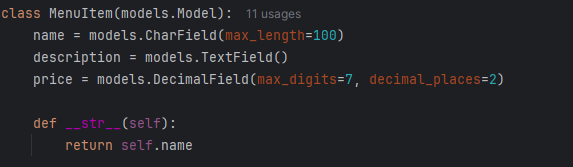 class MenuItem(models.Model):  11 usages
    name = models.CharField(max_length=100)
    description = models.TextField()
    price = models.DecimalField(max_digits=7, decimal_places=2)

    def __str__(self):
        return self.name